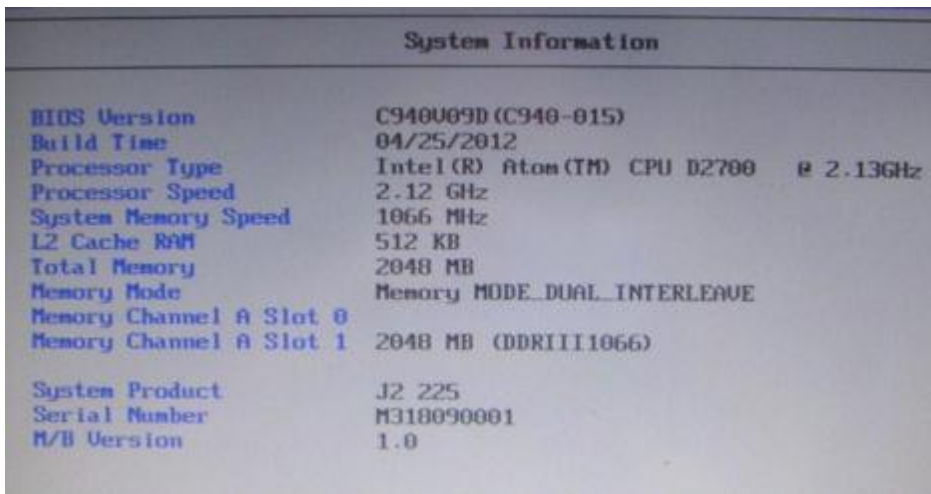 System Information
BIOS Version C940V09D(C940-015)
Build Time 04/25/2012
Processor Type Intel(R) Atom(TM) CPU D2700 @ 2.13GHz
Processor Speed 2.12 GHz
System Memory Speed 1066 MHz
L2 Cache RAM 512 KB
Total Memory 2048 MB
Memory Mode Memory MODE_DUAL_INTERLEAVE
Memory Channel A Slot 0
Memory Channel A Slot 1 2048 MB (DDRIII1066)
System Product J2 225
Serial Number M318090001
M/B Version 1.0